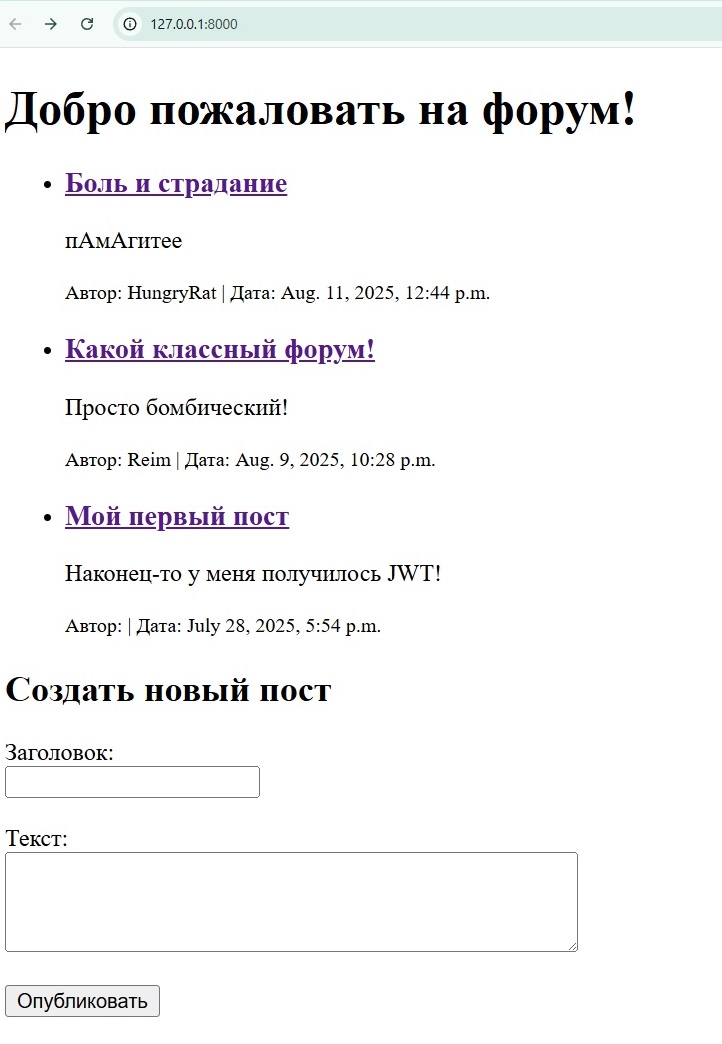 127.0.0.1:8000
Добро пожаловать на форум!
Боль и страдание
пАмАгитее
Автор: HungryRat | Дата: Aug. 11, 2025, 12:44 p.m.
Какой классный форум!
Просто бомбический!
Автор: Reim | Дата: Aug. 9, 2025, 10:28 p.m.
Мой первый пост
Наконец-то у меня получилось JWT!
Автор: | Дата: July 28, 2025, 5:54 p.m.
Создать новый пост
Заголовок:
Текст:
Опубликовать